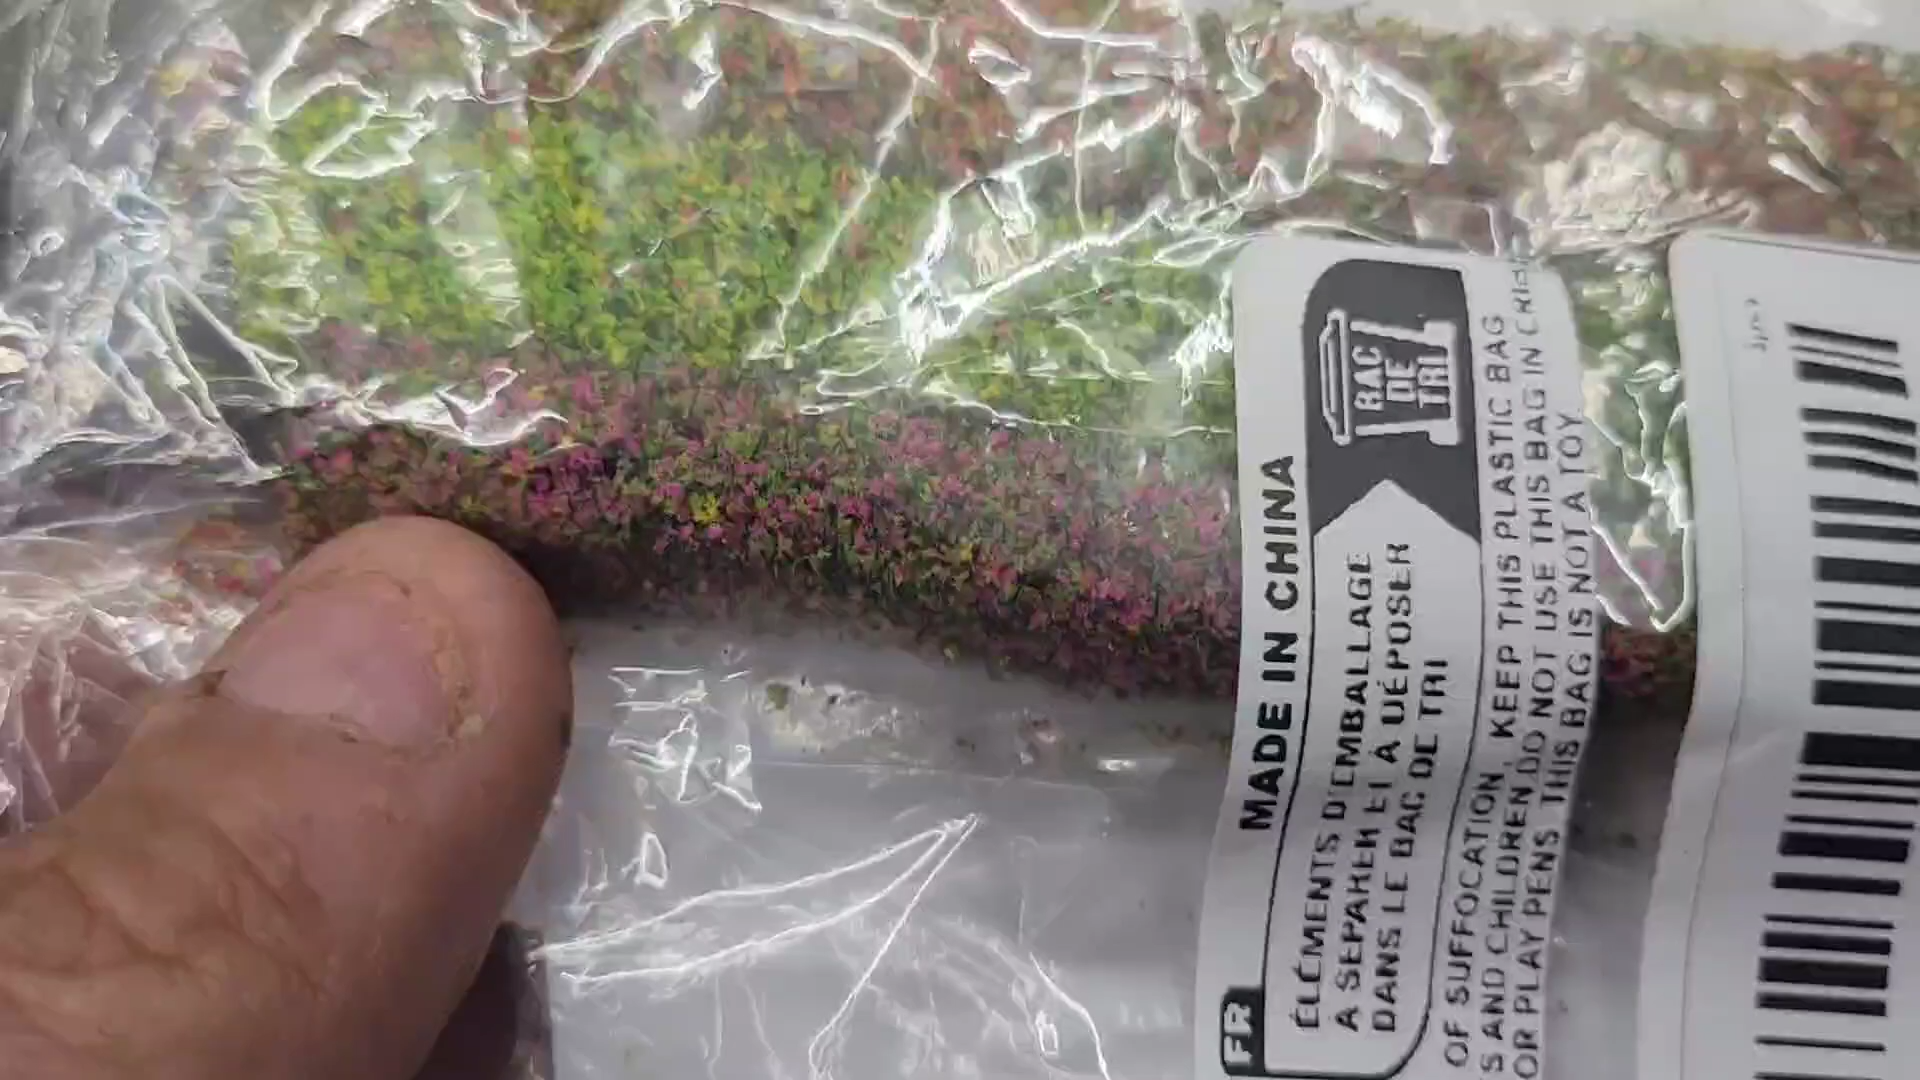 MADE IN CHINA
FR
ÉLÉMENTS D'EMBALLAGE
À SÉPARER ET À DÉPOSER
DANS LE BAC DE TRI
BAC
DE
TRI
OF SUFFOCATION, KEEP THIS PLASTIC BAG
S AND CHILDREN.DO NOT USE THIS BAG IN CRIB
OR PLAY PENS. THIS BAG IS NOT A TOY